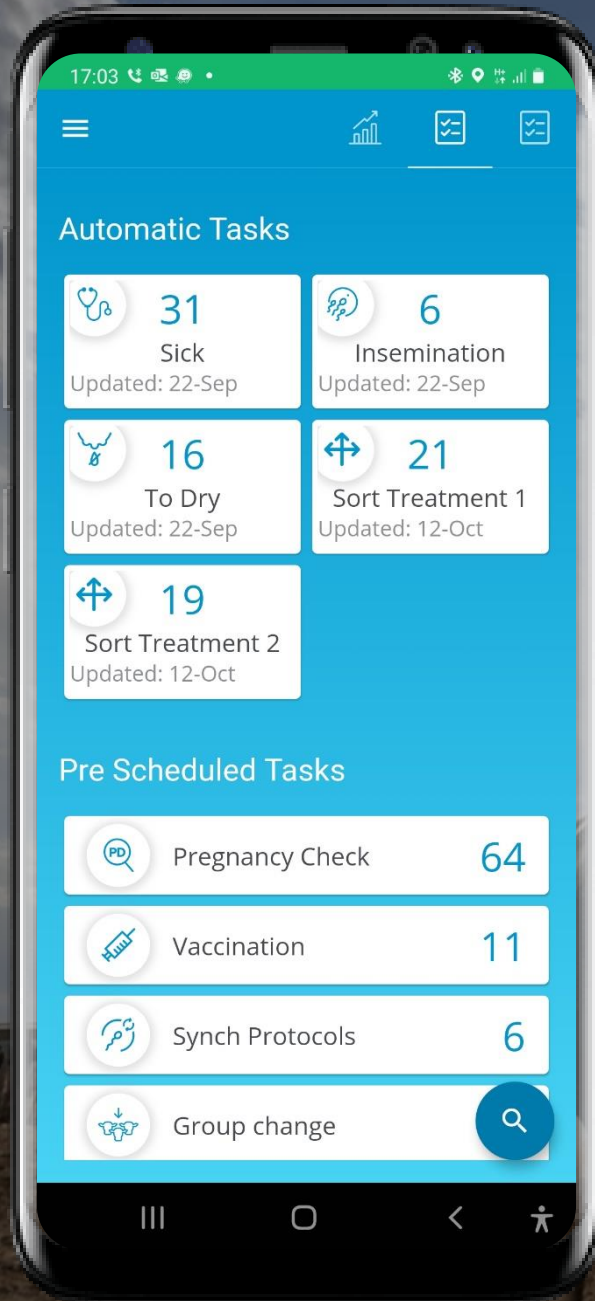 17:03
Automatic Tasks
31
Sick
Updated: 22-Sep
6
Insemination
Updated: 22-Sep
16
To Dry
Updated: 22-Sep
21
Sort Treatment 1
Updated: 12-Oct
19
Sort Treatment 2
Updated: 12-Oct
Pre Scheduled Tasks
PD
Pregnancy Check 64
Vaccination 11
Synch Protocols 6
Group change